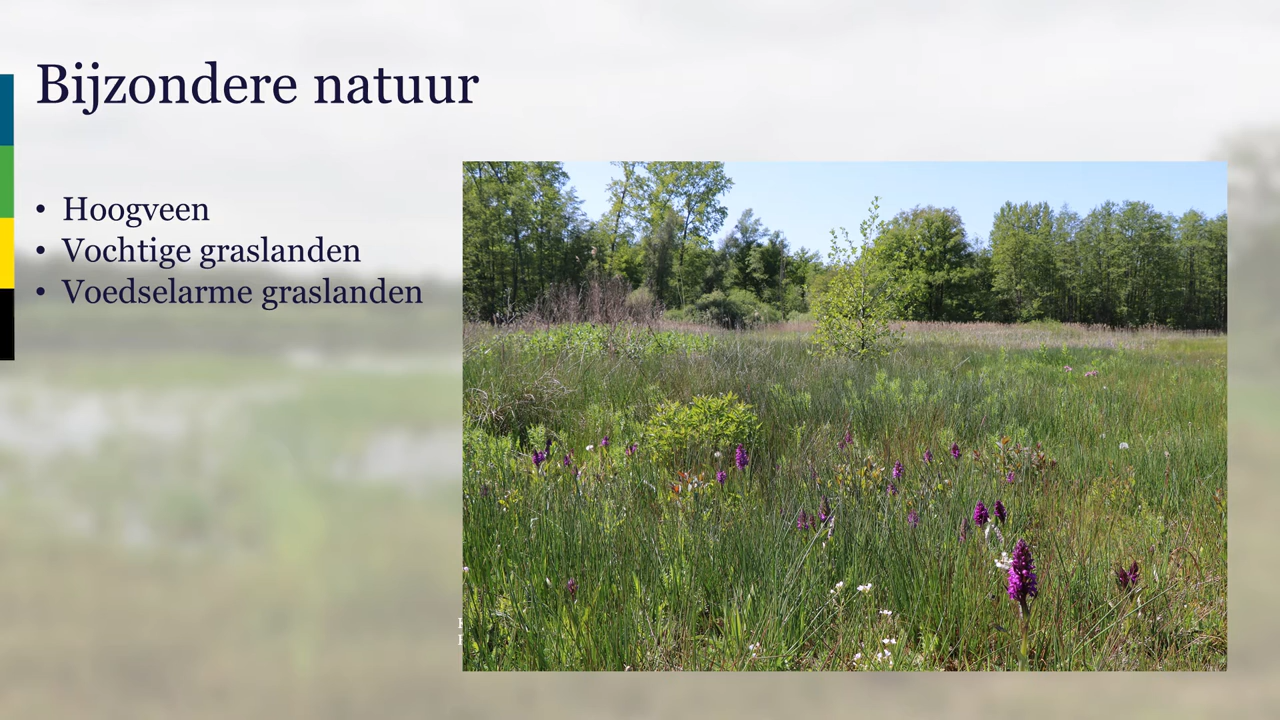 Bijzondere natuur
• Hoogveen
• Vochtige graslanden
• Voedselarme graslanden